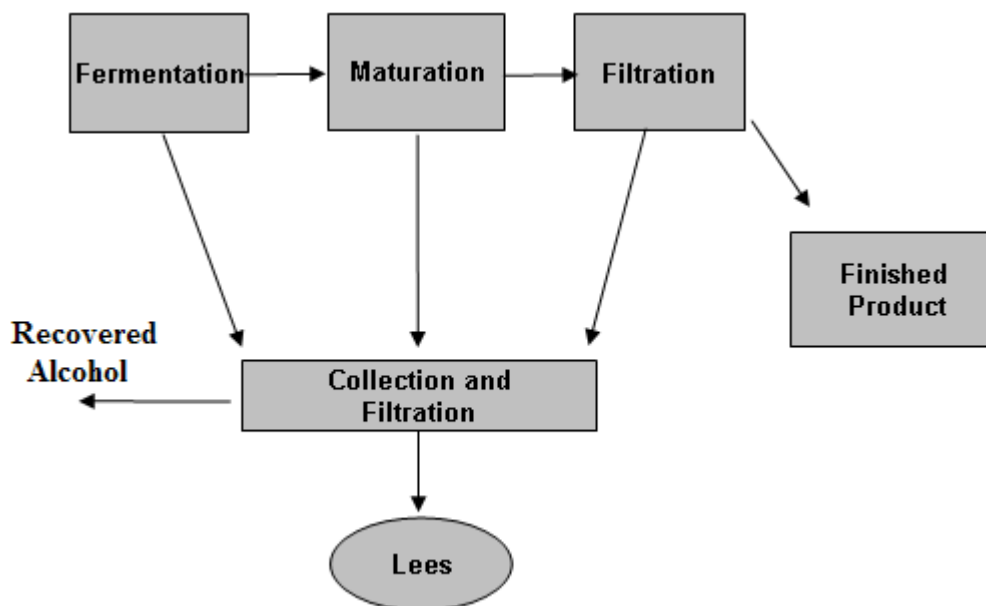 Fermentation
Maturation
Filtration
Finished
Product
Recovered
Alcohol
Collection and
Filtration
Lees